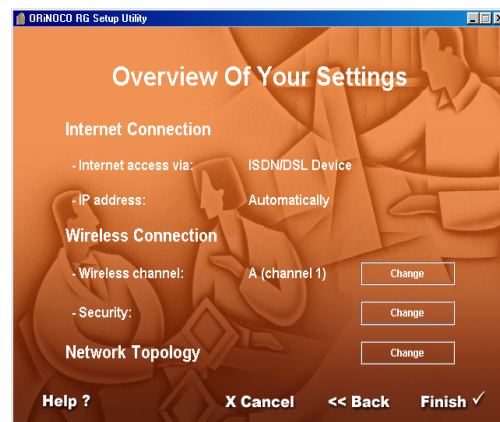 ORiNOCO RG Setup Utility
Overview Of Your Settings
Internet Connection
- Internet access via: ISDN/DSL Device
- IP address: Automatically
Wireless Connection
- Wireless channel: A (channel 1) Change
- Security: Change
Network Topology Change
Help ? X Cancel << Back Finish ✓